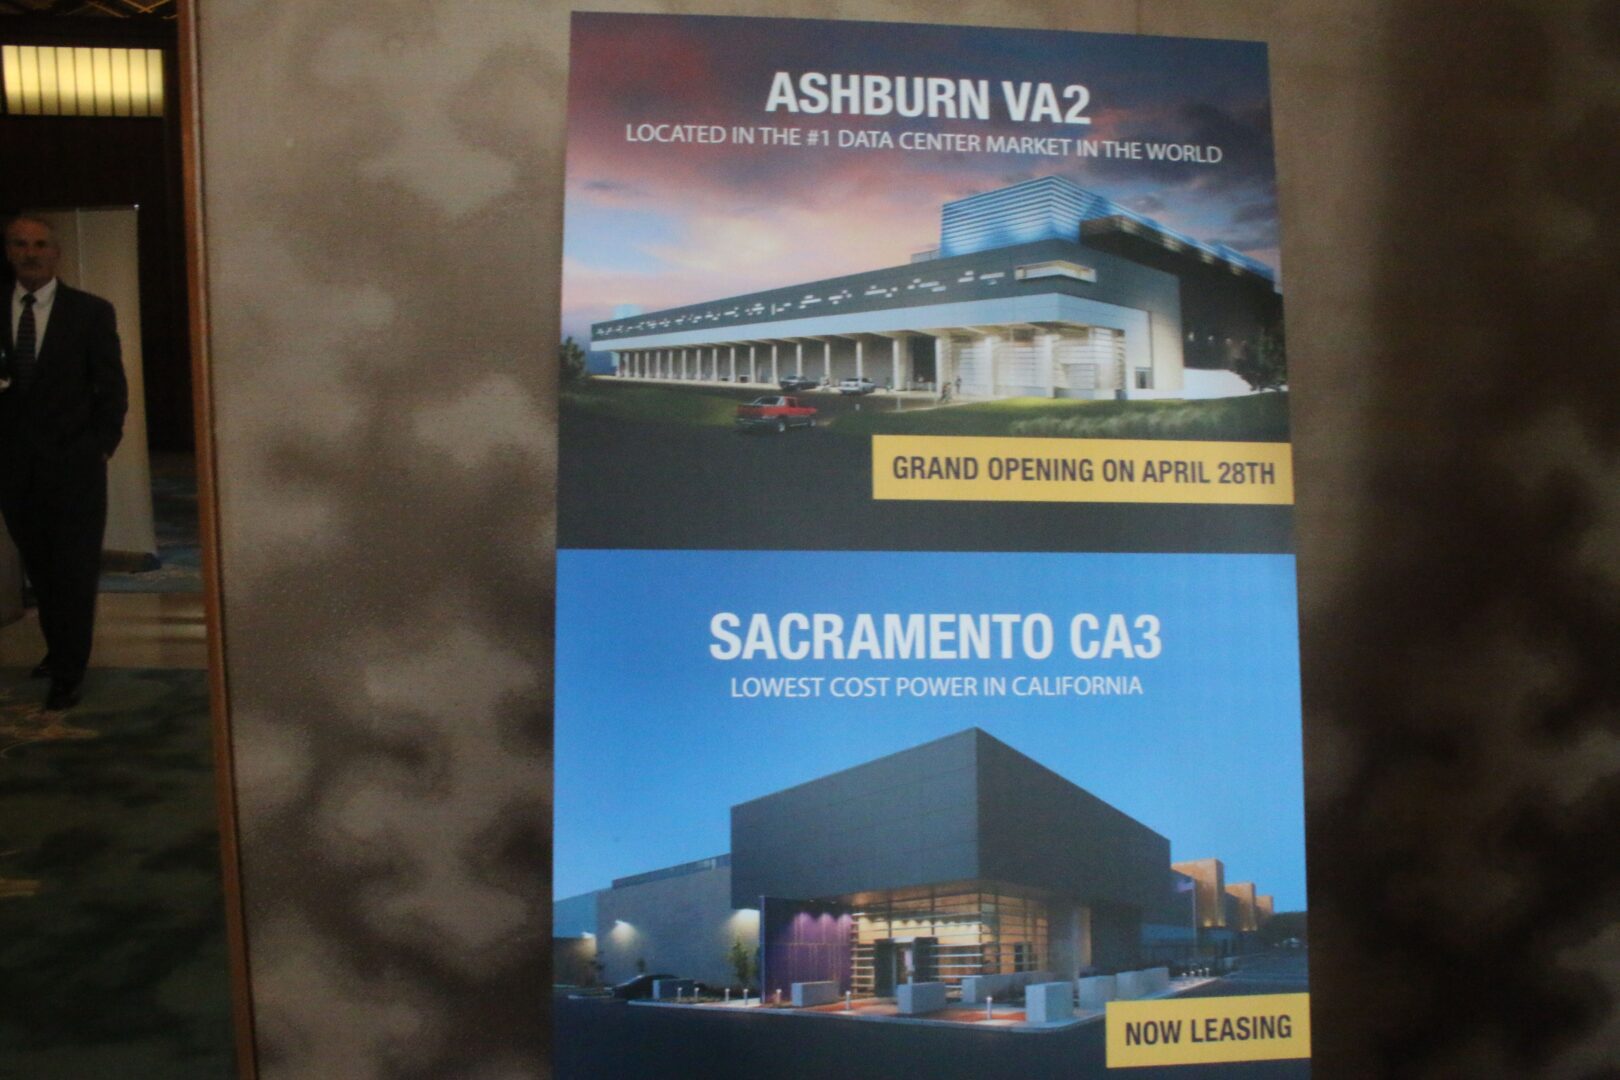 ASHBURN VA2
LOCATED IN THE #1 DATA CENTER MARKET IN THE WORLD
GRAND OPENING ON APRIL 28TH
SACRAMENTO CA3
LOWEST COST POWER IN CALIFORNIA
NOW LEASING